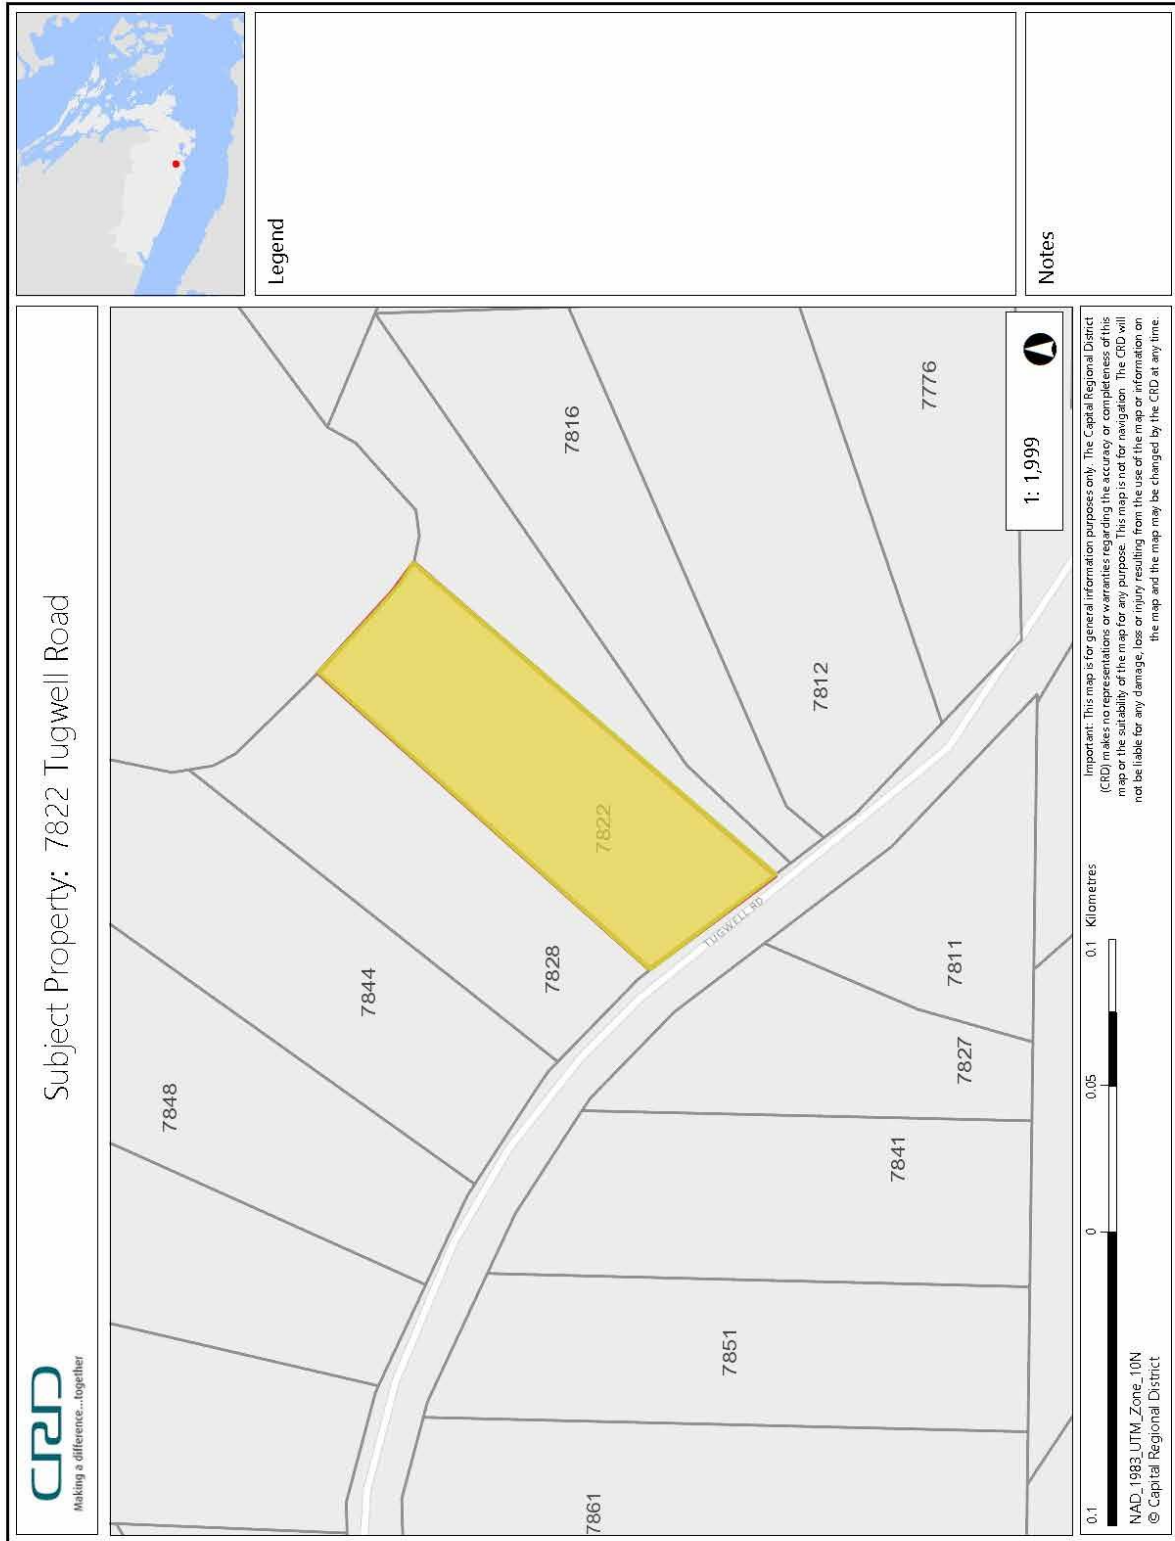 CRD
Making a difference...together
Subject Property: 7822 Tugwell Road
7848
7844
7828
7822
7816
7812
7776
TUGWELL RD
7861
7851
7841
7827
7811
1: 1,999
Legend
Notes
0.1 0 0.05 0.1 Kilometres
NAD_1983_UTM_Zone_10N
© Capital Regional District
Important: This map is for general information purposes only. The Capital Regional District
(CRD) makes no representations or warranties regarding the accuracy or completeness of this
map or the suitability of the map for any purpose. This map is not for navigation. The CRD will
not be liable for any damage, loss or injury resulting from the use of the map or information on
the map and the map may be changed by the CRD at any time.